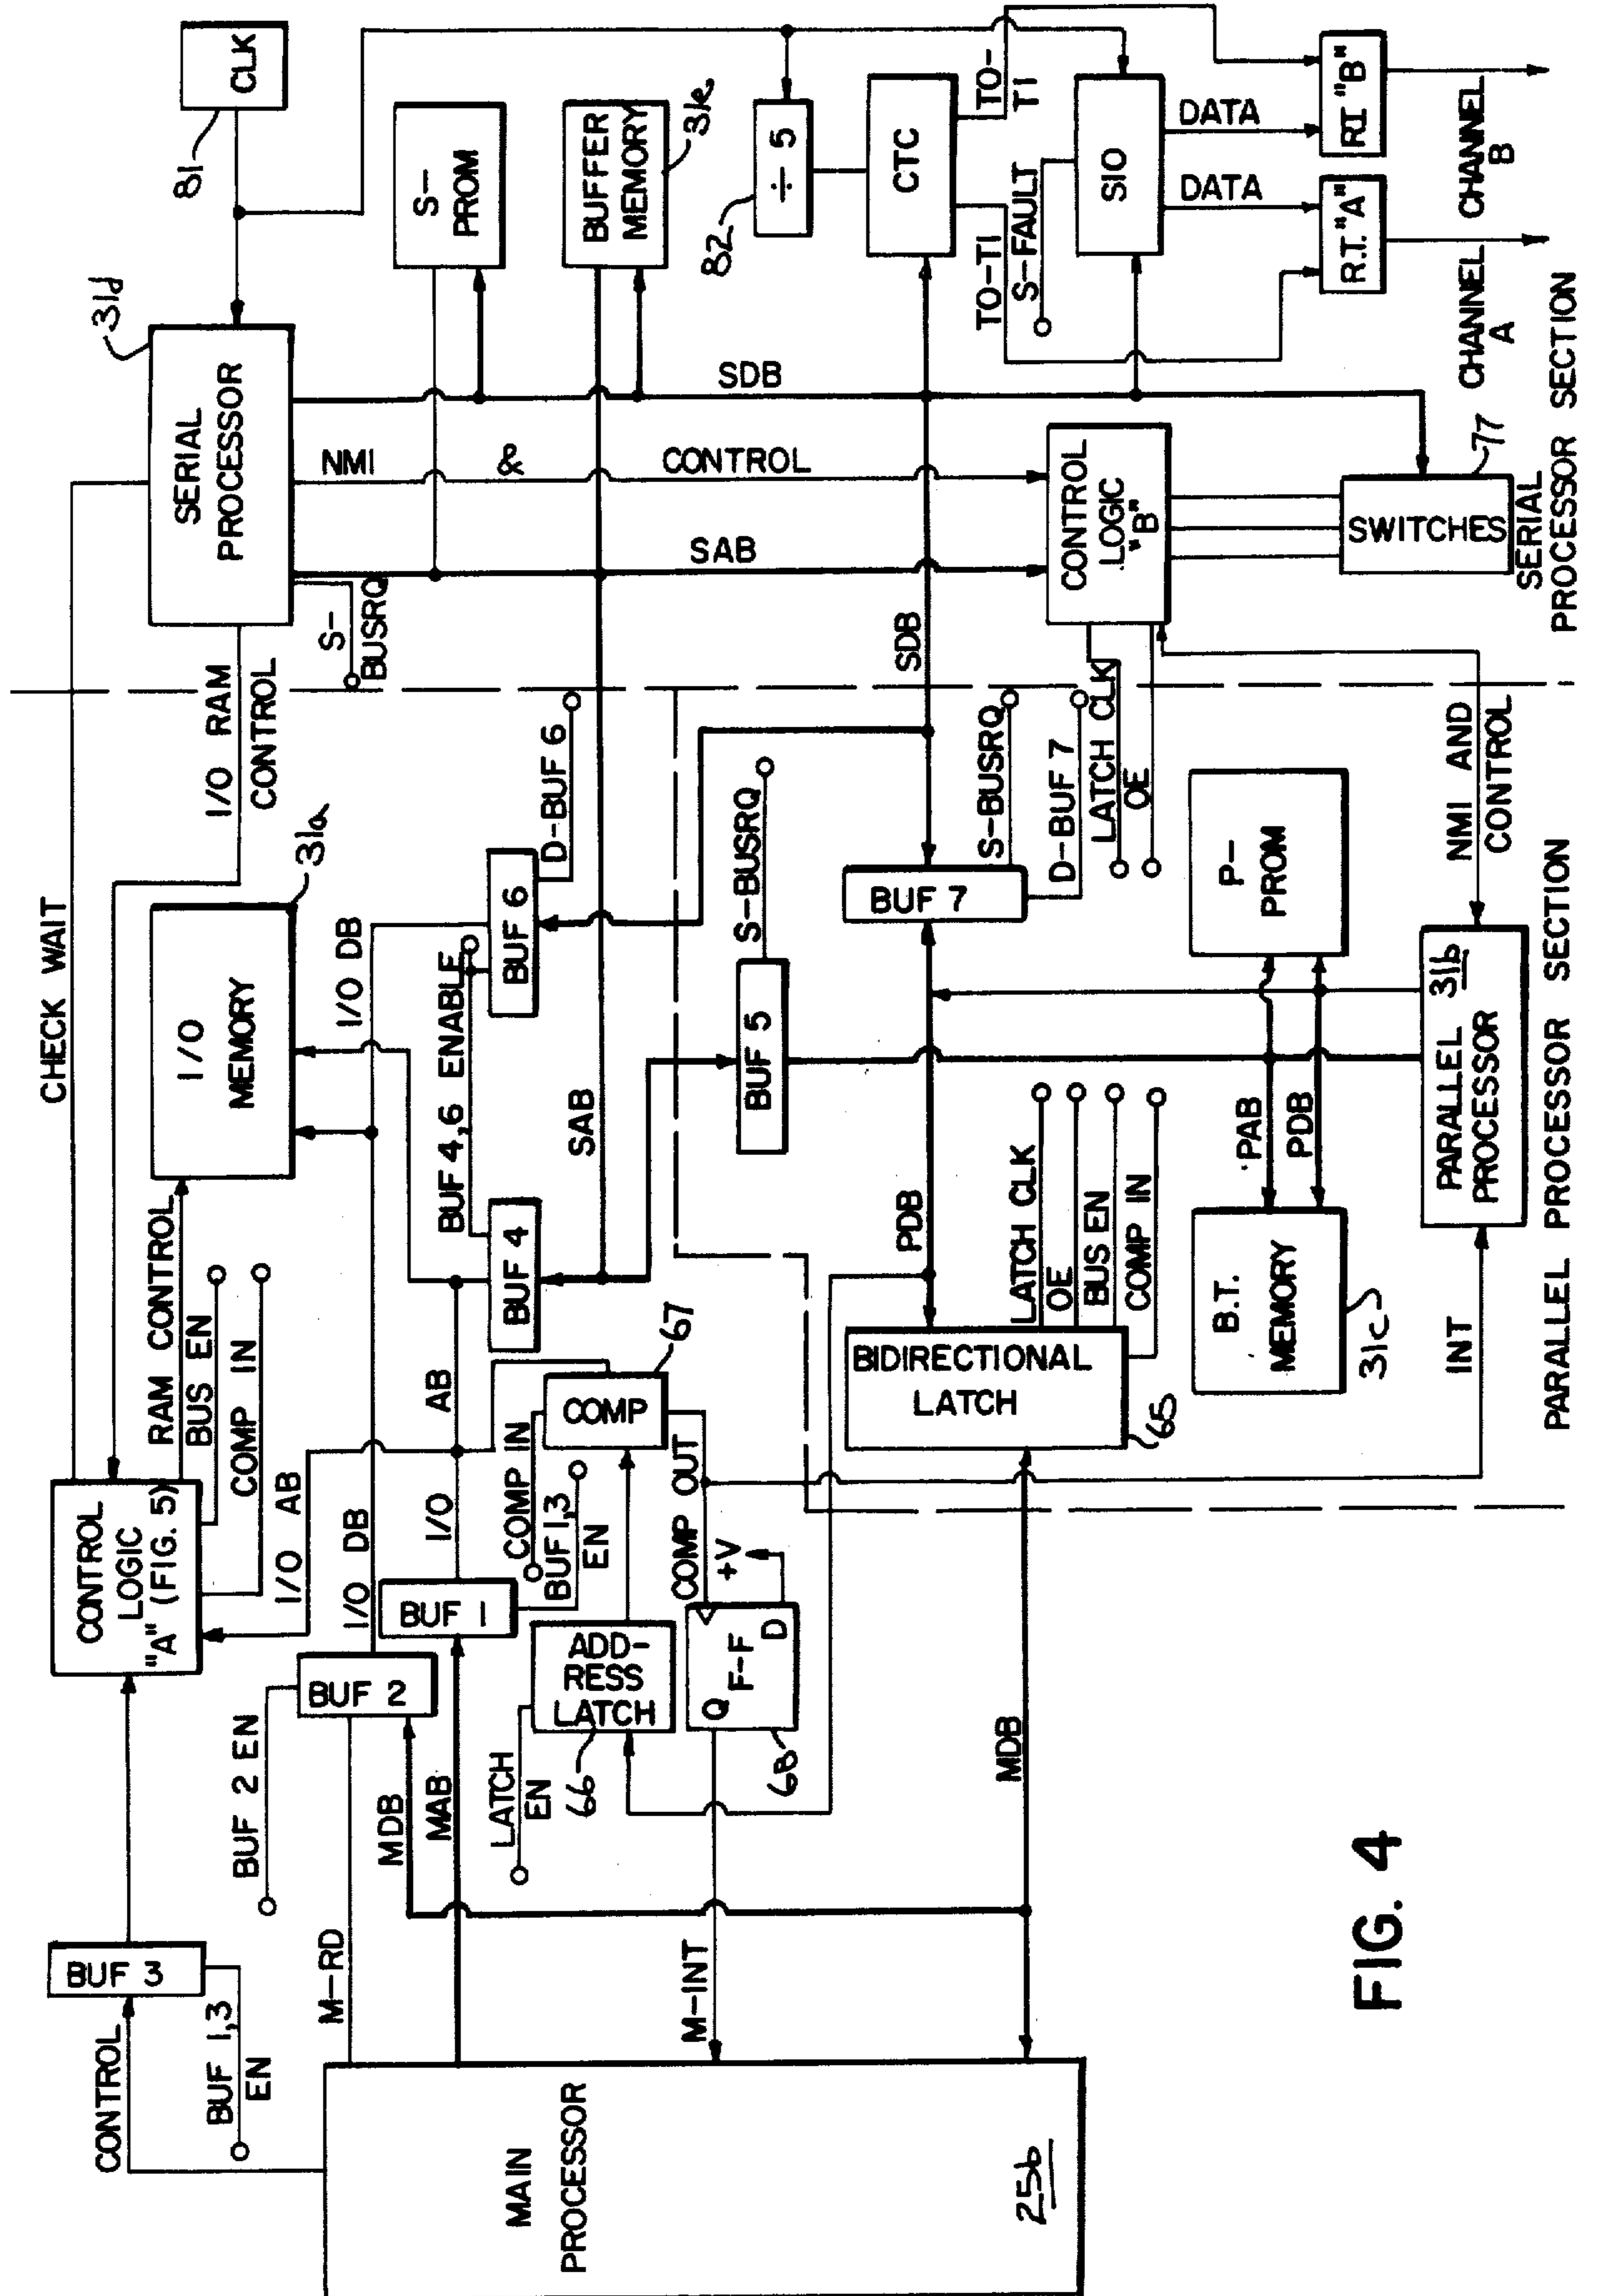 CONTROL
BUF 3
BUF 1,3
EN
MAIN
PROCESSOR
25b
M-RD
MDB
MAB
M-INT
MDB
BUF 2 EN
BUF 2
CONTROL
LOGIC
"A" (FIG. 5)
I/O AB
I/O DB
BUF 1
I/O
AB
LATCH
EN
ADD-
RESS
LATCH
66
COMP IN
BUF 1,3
EN
COMP
67
COMP OUT
+V
Q
F-F
D
68
RAM CONTROL
BUS EN
COMP IN
CHECK WAIT
I/O
MEMORY
31a
I/O DB
I/O RAM
CONTROL
BUF 4
BUF 4,6 ENABLE
BUF 6
D-BUF 6
SAB
BUF 5
S-BUSRQ
PDB
BIDIRECTIONAL
LATCH
65
LATCH CLK
OE
BUS EN
COMP IN
BUF 7
S-BUSRQ
D-BUF 7
LATCH CLK
OE
SDB
B.T.
MEMORY
31c
PAB
PDB
P-
PROM
INT
PARALLEL
PROCESSOR
31b
NMI AND
CONTROL
PARALLEL PROCESSOR SECTION
SERIAL
PROCESSOR
31d
S-
BUSRQ
CLK
81
S-
PROM
BUFFER
MEMORY
31e
NMI & CONTROL
SAB
SDB
÷ 5
82
CTC
TO-TI
TO-
TI
S-FAULT
SIO
DATA
DATA
CONTROL
LOGIC
"B"
SWITCHES
77
R.T. "A"
RI "B"
CHANNEL
A
CHANNEL
B
SERIAL
PROCESSOR SECTION
FIG. 4